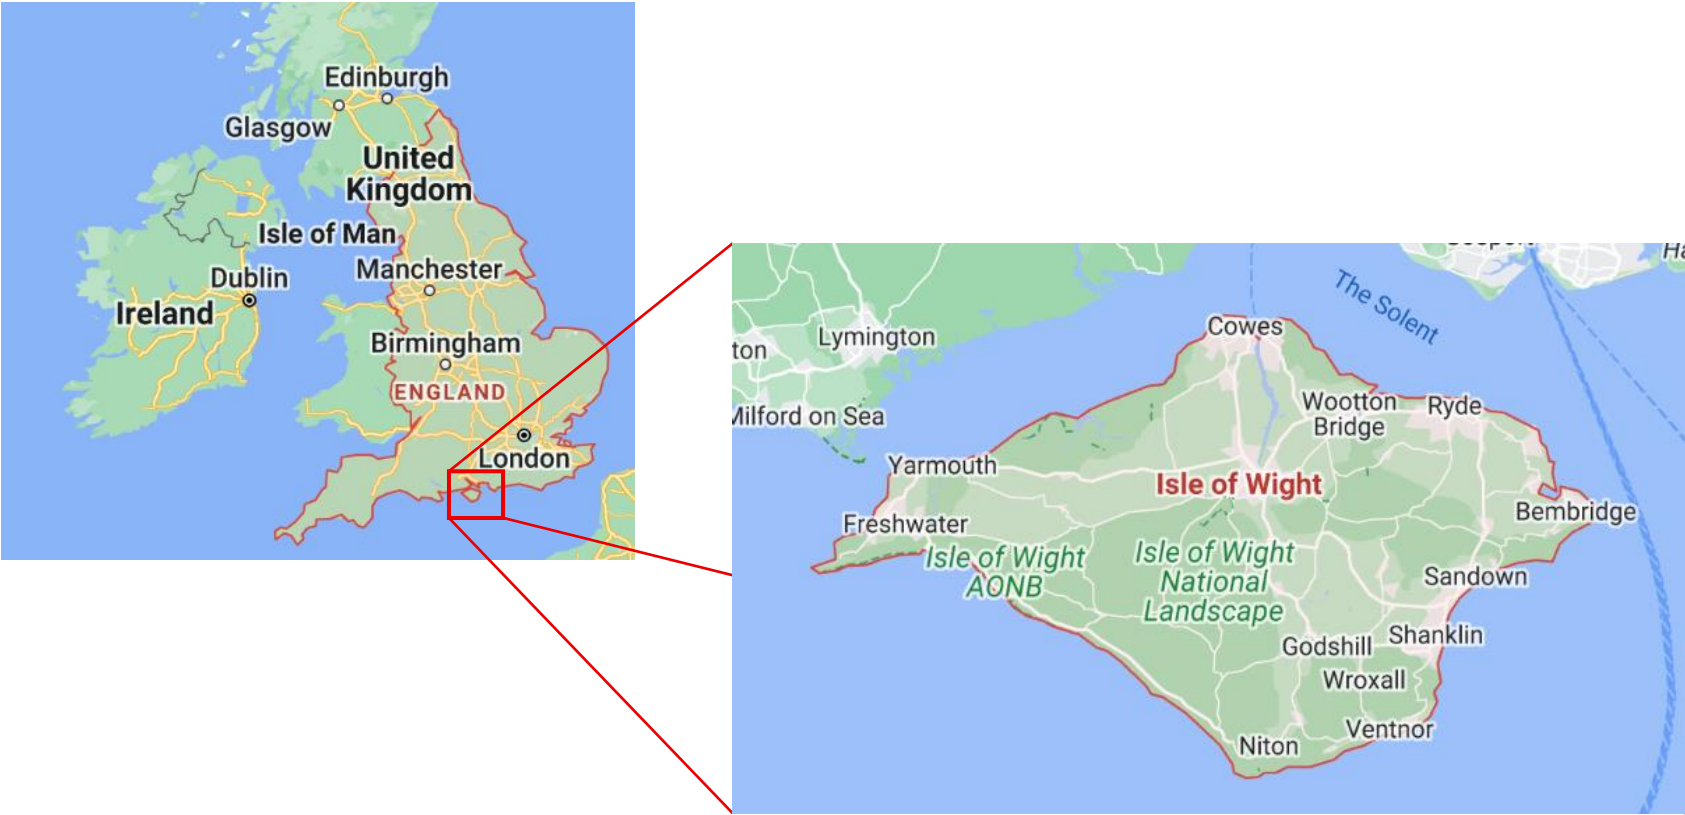 Edinburgh
Glasgow
United
Kingdom
Isle of Man
Dublin
Manchester
Ireland
Birmingham
ENGLAND
London
The Solent
Cowes
Lymington
ton
Wootton
Bridge
Ryde
Milford on Sea
Yarmouth
Isle of Wight
Bembridge
Freshwater
Isle of Wight
AONB
Isle of Wight
National
Landscape
Sandown
Shanklin
Godshill
Wroxall
Ventnor
Niton